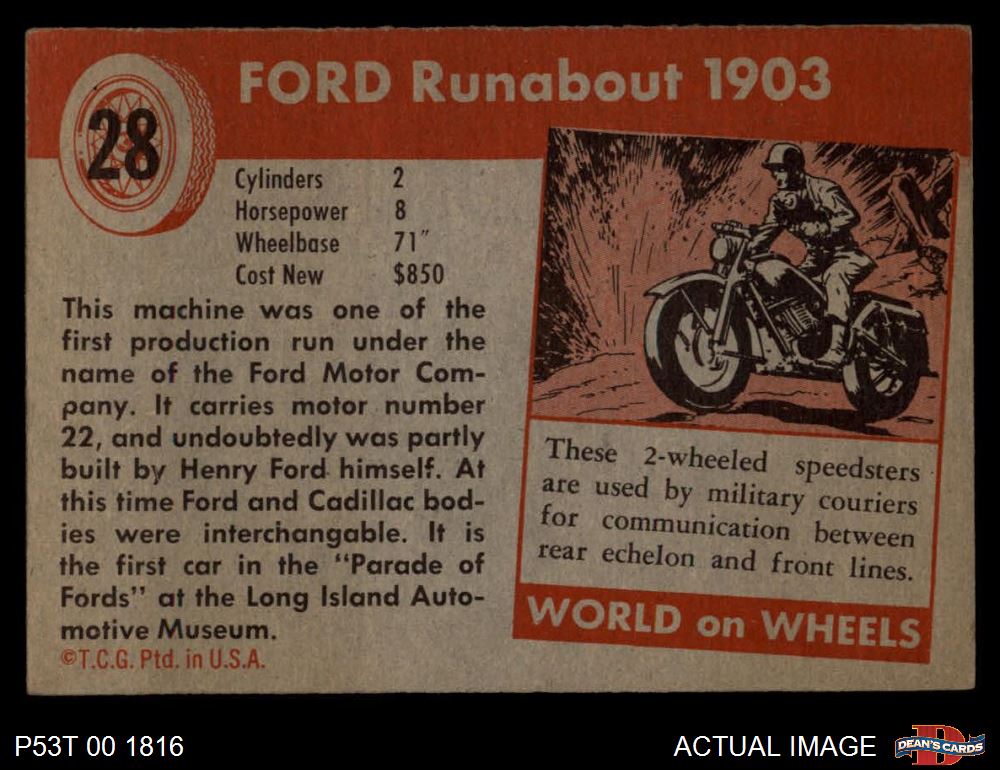 28
FORD Runabout 1903
Cylinders 2
Horsepower 8
Wheelbase 71"
Cost New $850
This machine was one of the
first production run under the
name of the Ford Motor Com-
pany. It carries motor number
22, and undoubtedly was partly
built by Henry Ford himself. At
this time Ford and Cadillac bod-
ies were interchangable. It is
the first car in the "Parade of
Fords" at the Long Island Auto-
motive Museum.
©T.C.G. Ptd. in U.S.A.
These 2-wheeled speedsters
are used by military couriers
for communication between
rear echelon and front lines.
WORLD on WHEELS
P53T 00 1816
ACTUAL IMAGE
D
DEAN'S CARDS